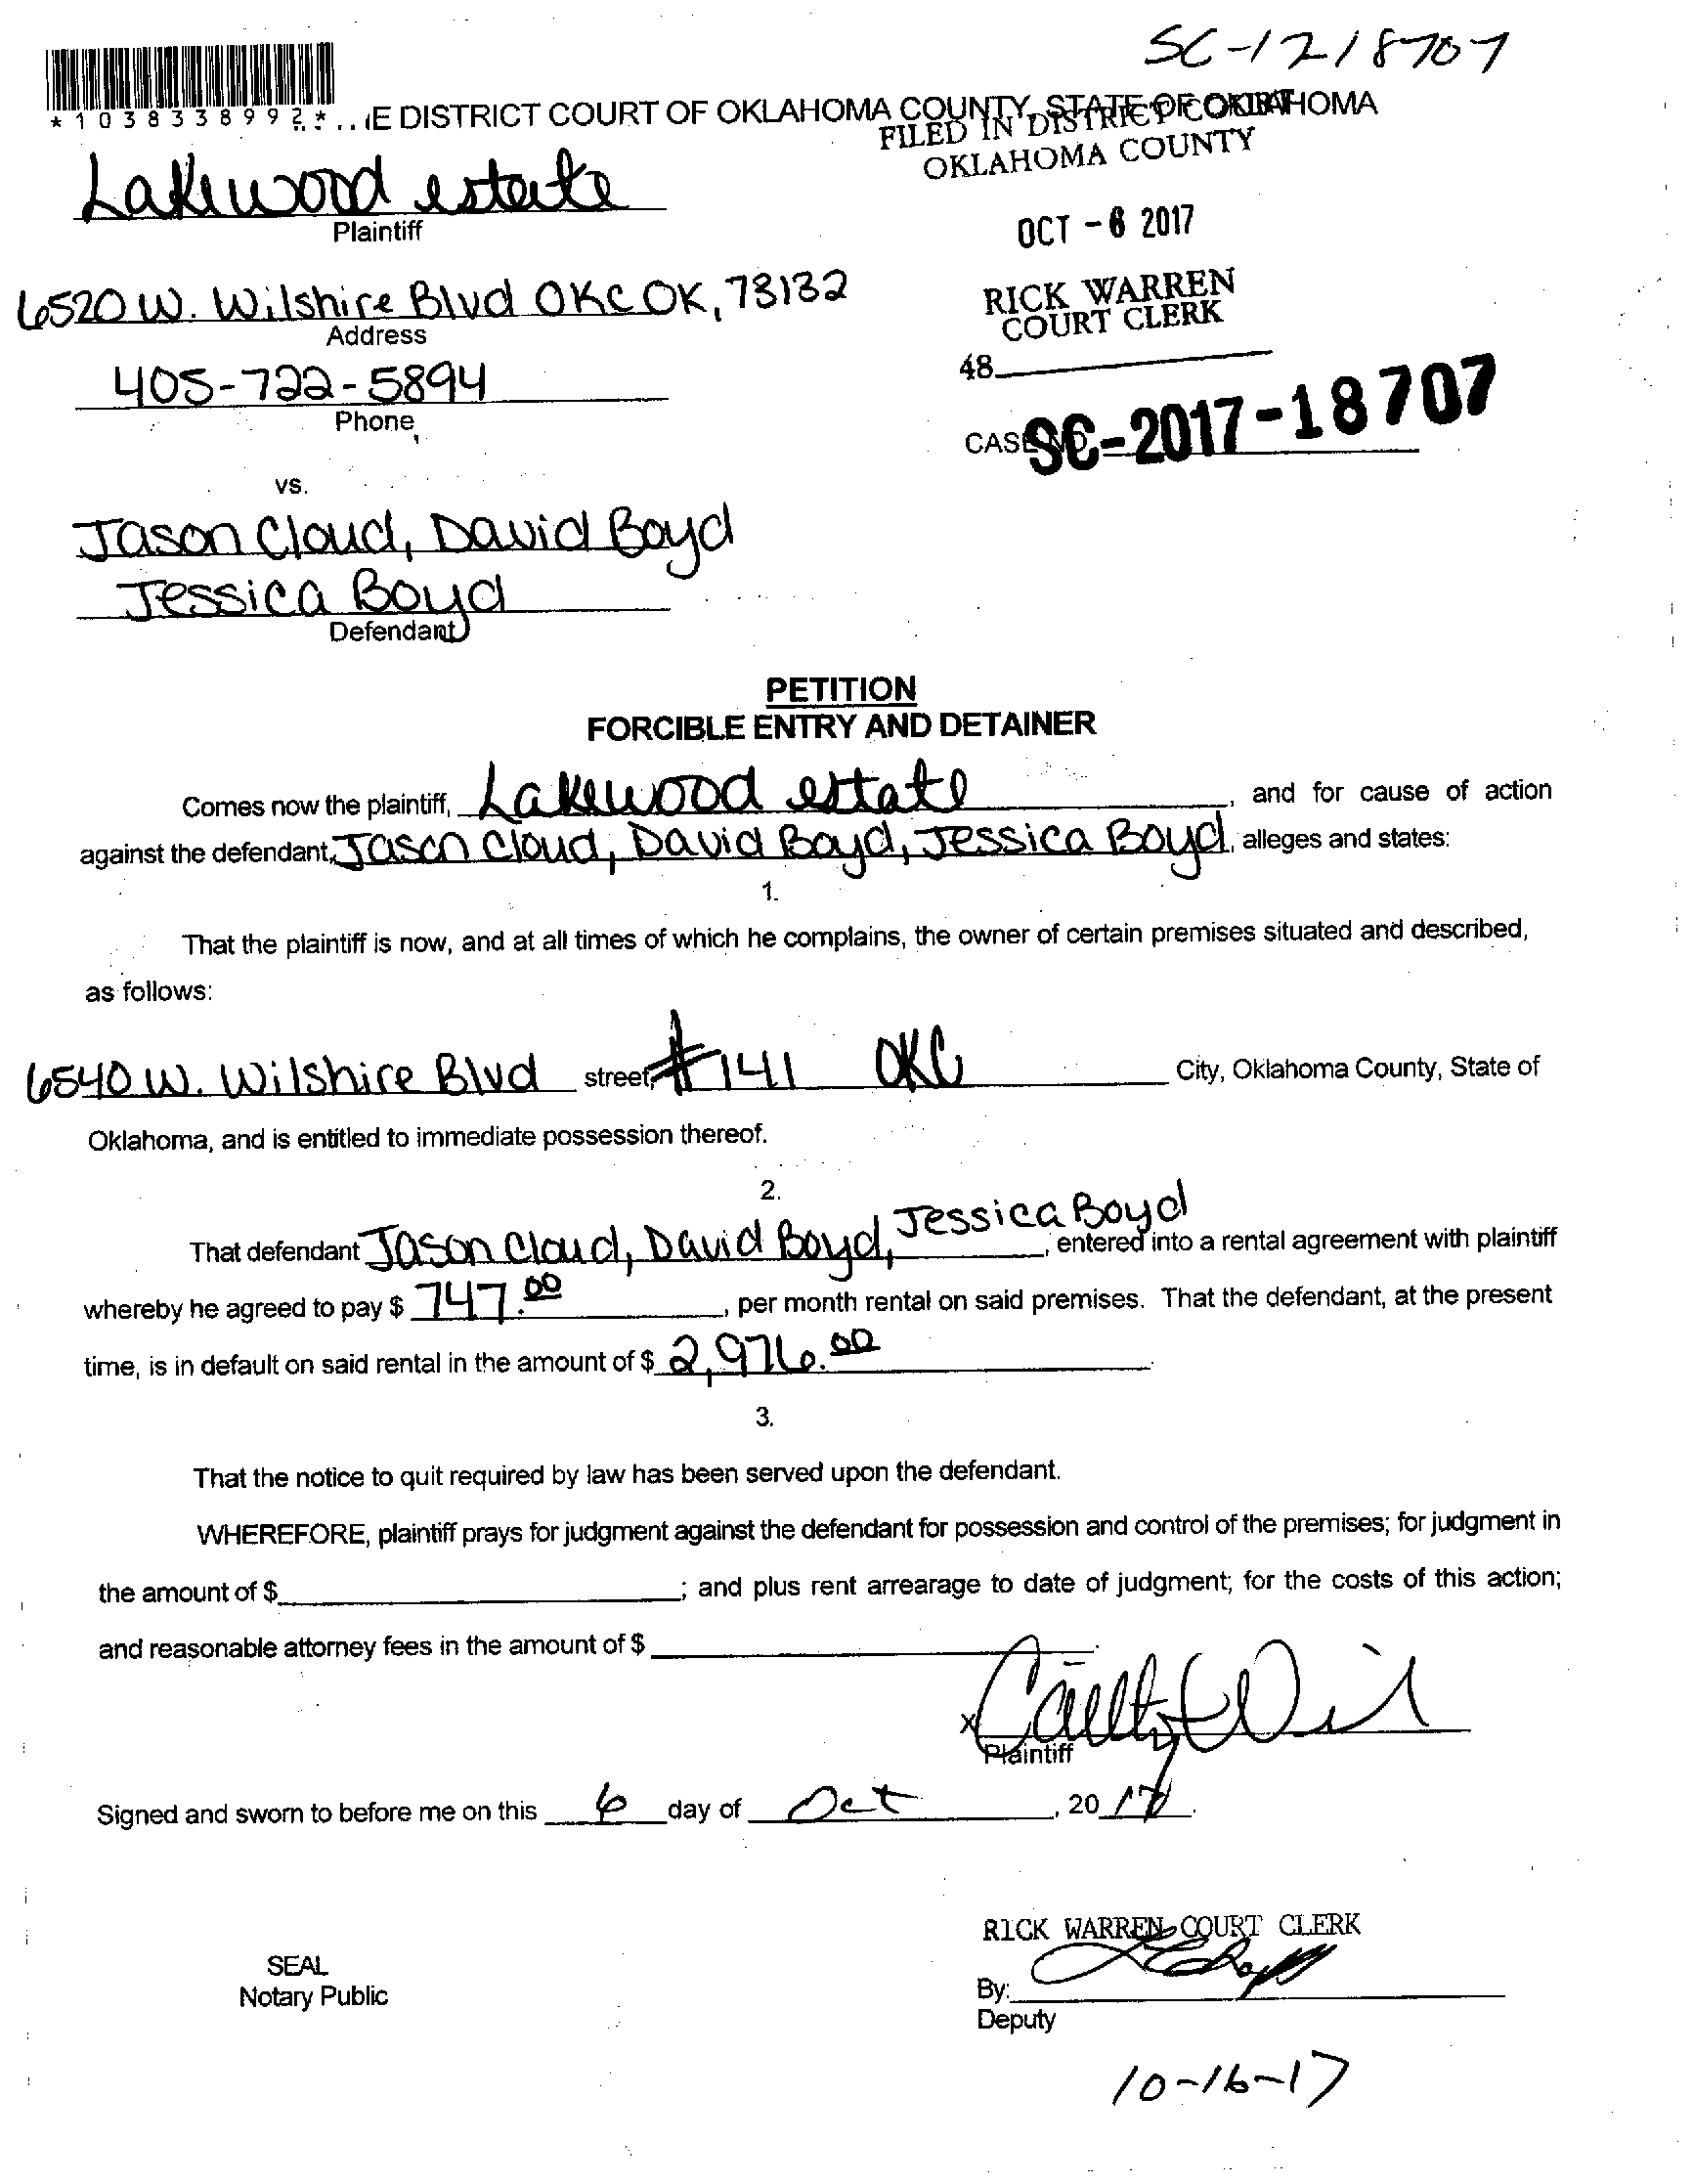 SC-1218707
*1038338992*
IE DISTRICT COURT OF OKLAHOMA COUNTY, STATE OF OKLAHOMA
FILED IN DISTRICT COURT
OKLAHOMA COUNTY
Lakewood estate
Plaintiff
OCT -6 2017
6520 W. Wilshire Blvd OKC OK, 73132
Address
RICK WARREN
COURT CLERK
405-722-5894
Phone
48
CASE NO. SC-2017-18707
vs.
Jason Cloud, David Boyd
Jessica Boyd
Defendant
PETITION
FORCIBLE ENTRY AND DETAINER
Comes now the plaintiff, Lakewood estate, and for cause of action
against the defendant, Jason Cloud, David Boyd, Jessica Boyd, alleges and states:
1.
That the plaintiff is now, and at all times of which he complains, the owner of certain premises situated and described,
as follows:
6540 W. Wilshire Blvd street, #141 OKC City, Oklahoma County, State of
Oklahoma, and is entitled to immediate possession thereof.
2.
That defendant Jason Cloud, David Boyd, Jessica Boyd, entered into a rental agreement with plaintiff
whereby he agreed to pay $ 747.00, per month rental on said premises. That the defendant, at the present
time, is in default on said rental in the amount of $ 2,976.00
3.
That the notice to quit required by law has been served upon the defendant.
WHEREFORE, plaintiff prays for judgment against the defendant for possession and control of the premises; for judgment in
the amount of $ ; and plus rent arrearage to date of judgment; for the costs of this action;
and reasonable attorney fees in the amount of $
x
Plaintiff
Signed and sworn to before me on this 6 day of Oct, 20 17.
RICK WARREN COURT CLERK
SEAL
Notary Public
By:
Deputy
10-16-17